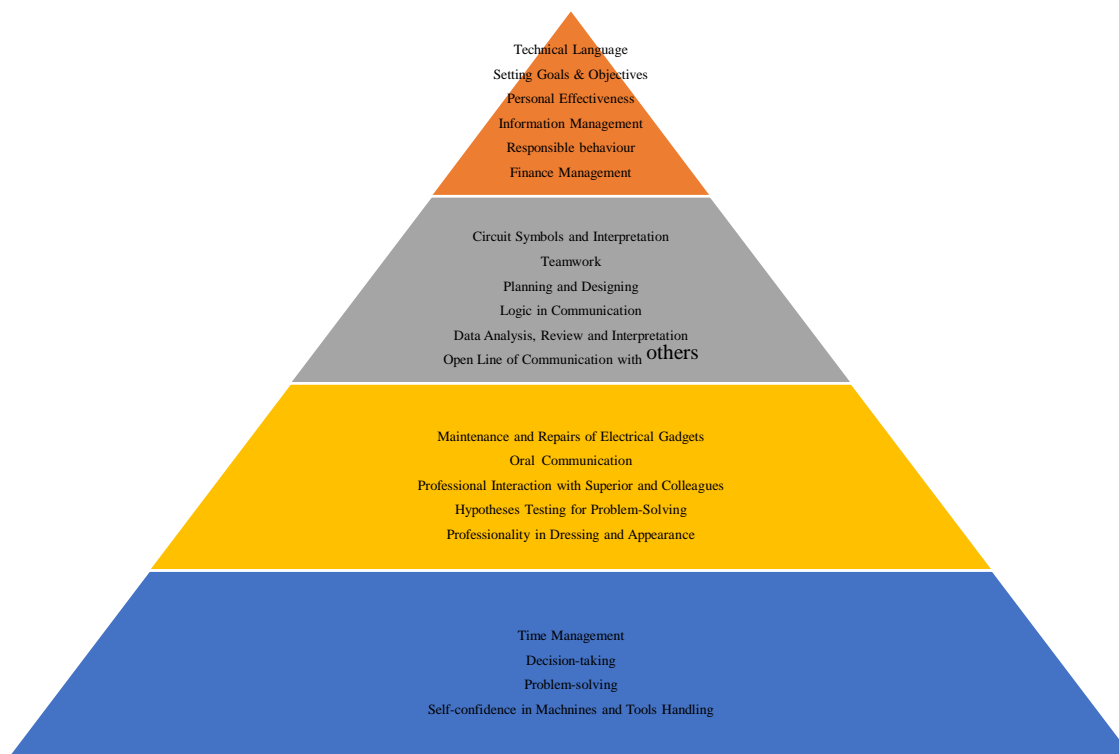 Technical Language
Setting Goals & Objectives
Personal Effectiveness
Information Management
Responsible behaviour
Finance Management
Circuit Symbols and Interpretation
Teamwork
Planning and Designing
Logic in Communication
Data Analysis, Review and Interpretation
Open Line of Communication with others
Maintenance and Repairs of Electrical Gadgets
Oral Communication
Professional Interaction with Superior and Colleagues
Hypotheses Testing for Problem-Solving
Professionality in Dressing and Appearance
Time Management
Decision-taking
Problem-solving
Self-confidence in Machnines and Tools Handling